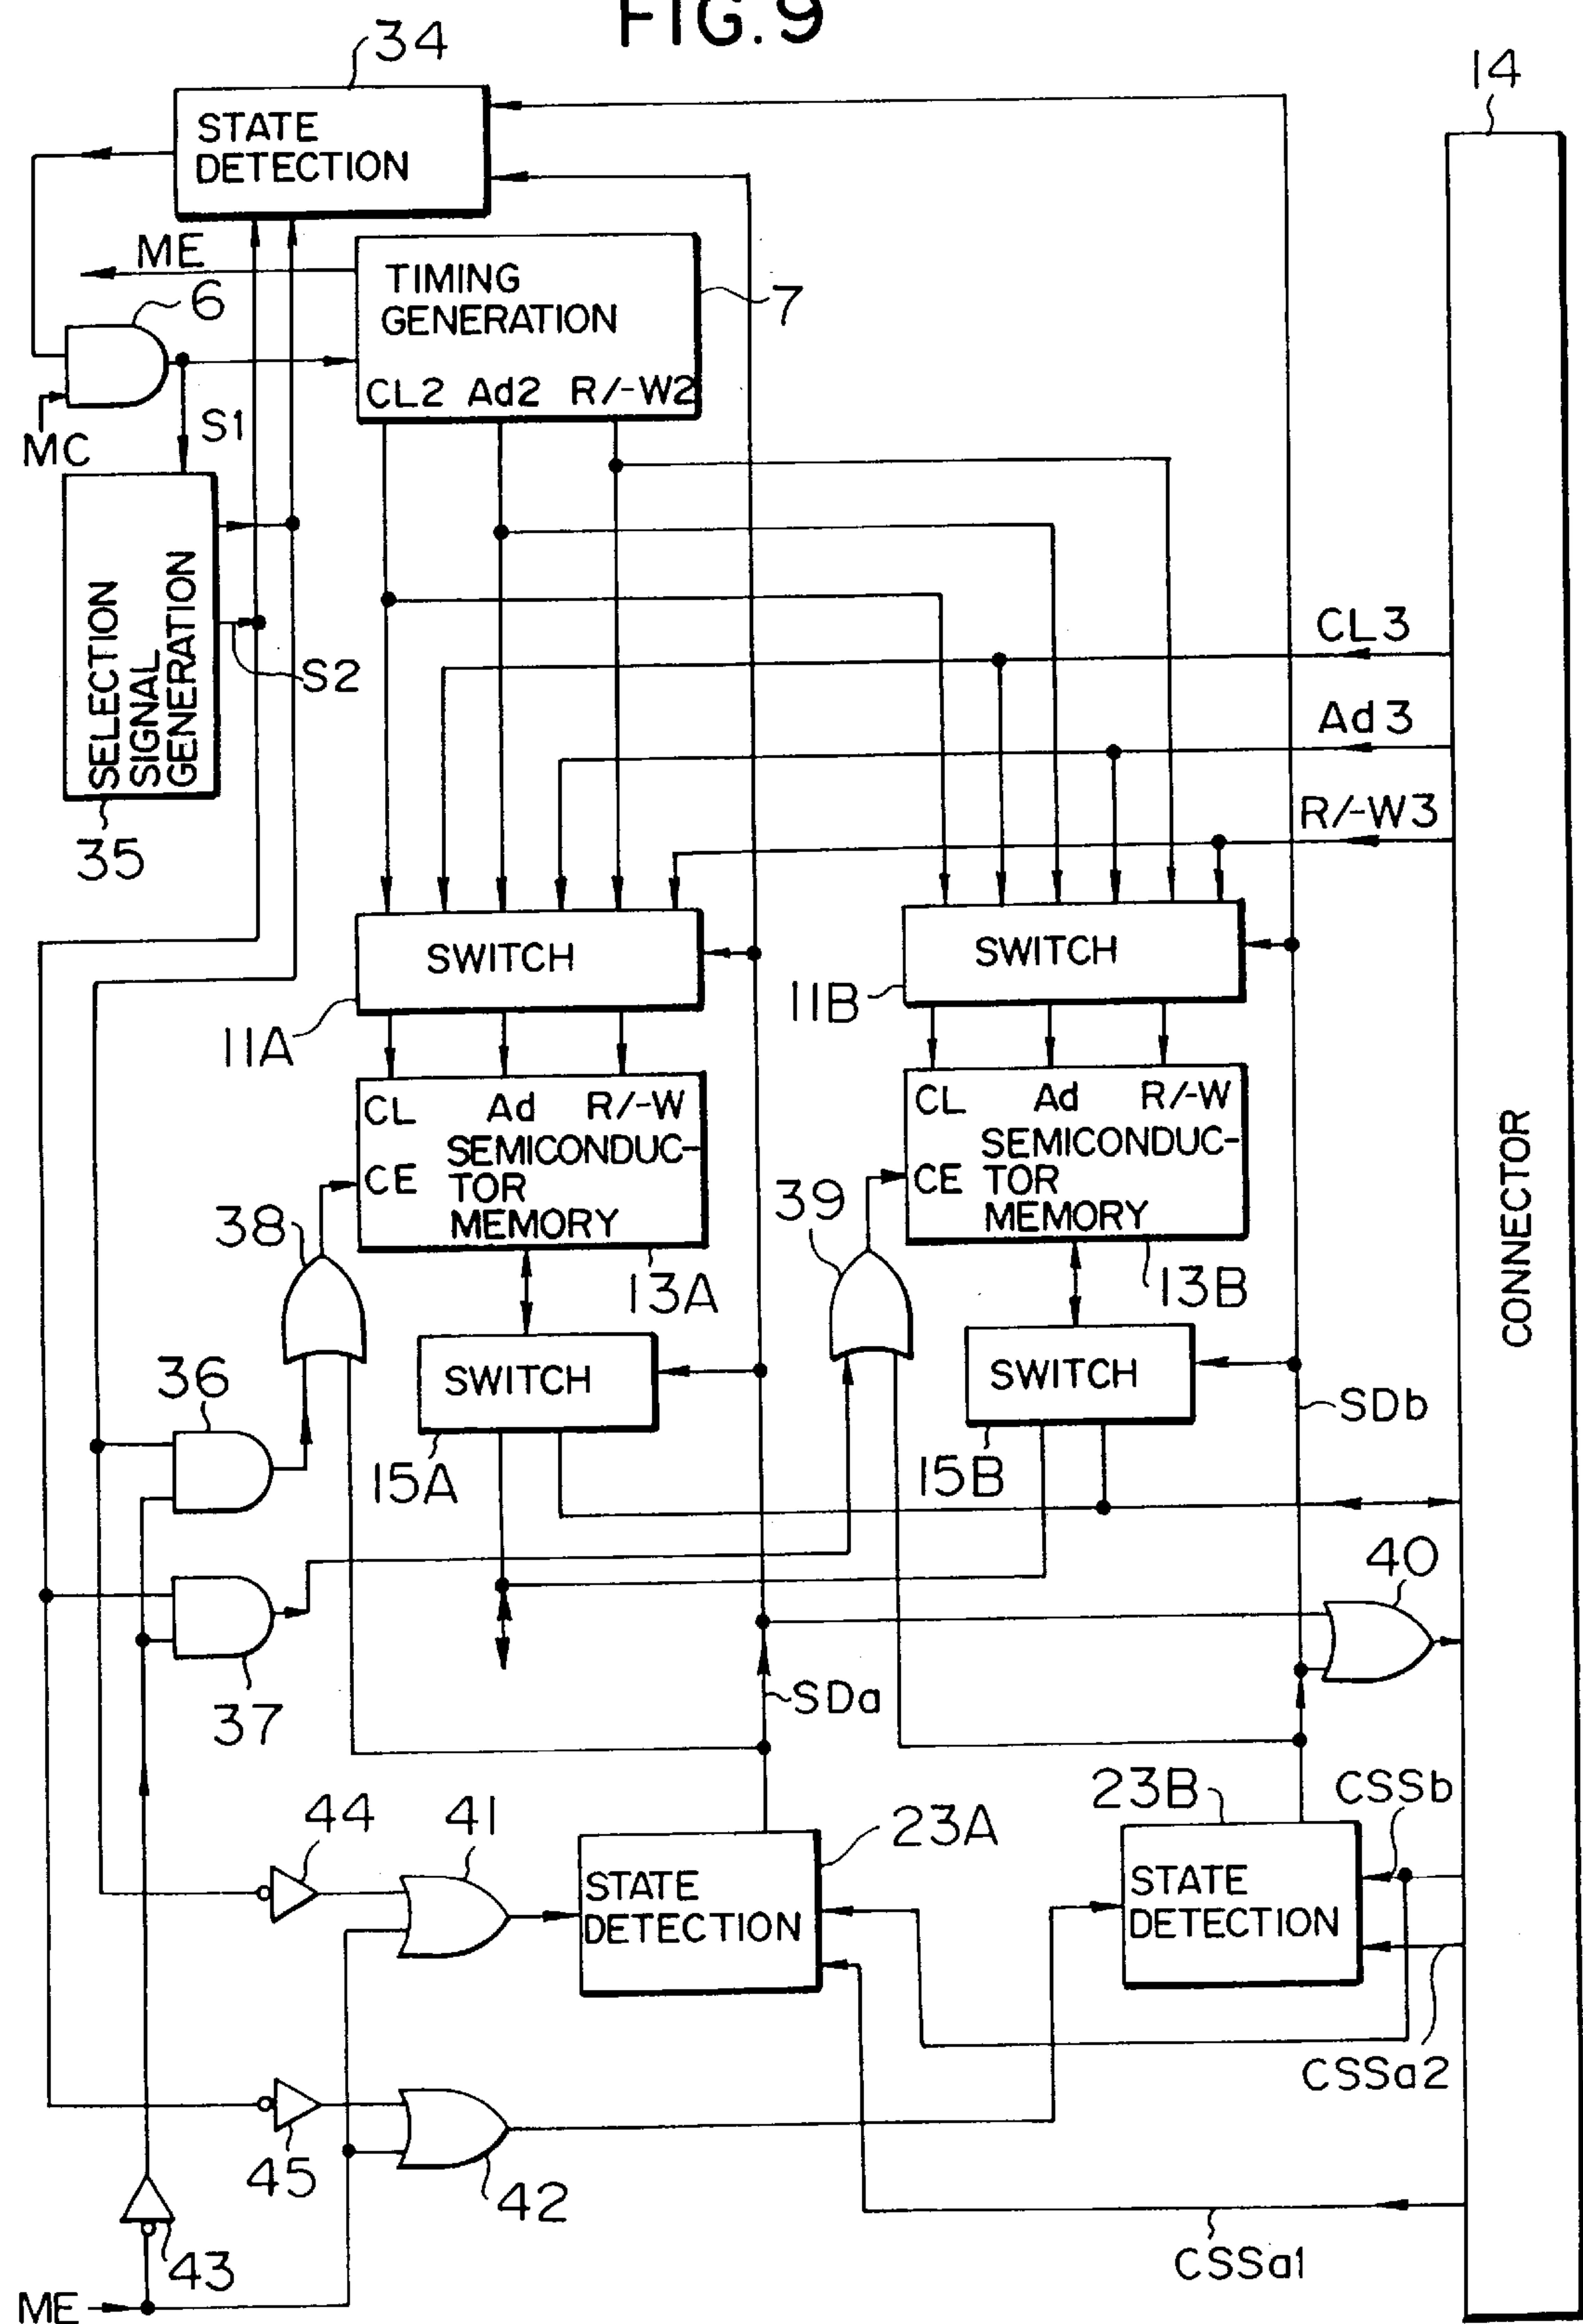 FIG. 9
34
14
STATE
DETECTION
ME
6
TIMING
GENERATION
7
CL2 Ad2 R/-W2
MC
S1
SELECTION
SIGNAL
GENERATION
S2
35
CL3
Ad3
R/-W3
SWITCH
SWITCH
11A
11B
CL Ad R/-W
SEMICONDUC-
CE TOR
MEMORY
CL Ad R/-W
SEMICONDUC-
CE TOR
MEMORY
CONNECTOR
38
13A
39
13B
SWITCH
SWITCH
36
15A
15B
SDb
40
37
SDa
44
41
23A
23B
CSSb
STATE
DETECTION
STATE
DETECTION
CSSa2
45
42
43
CSSa1
ME